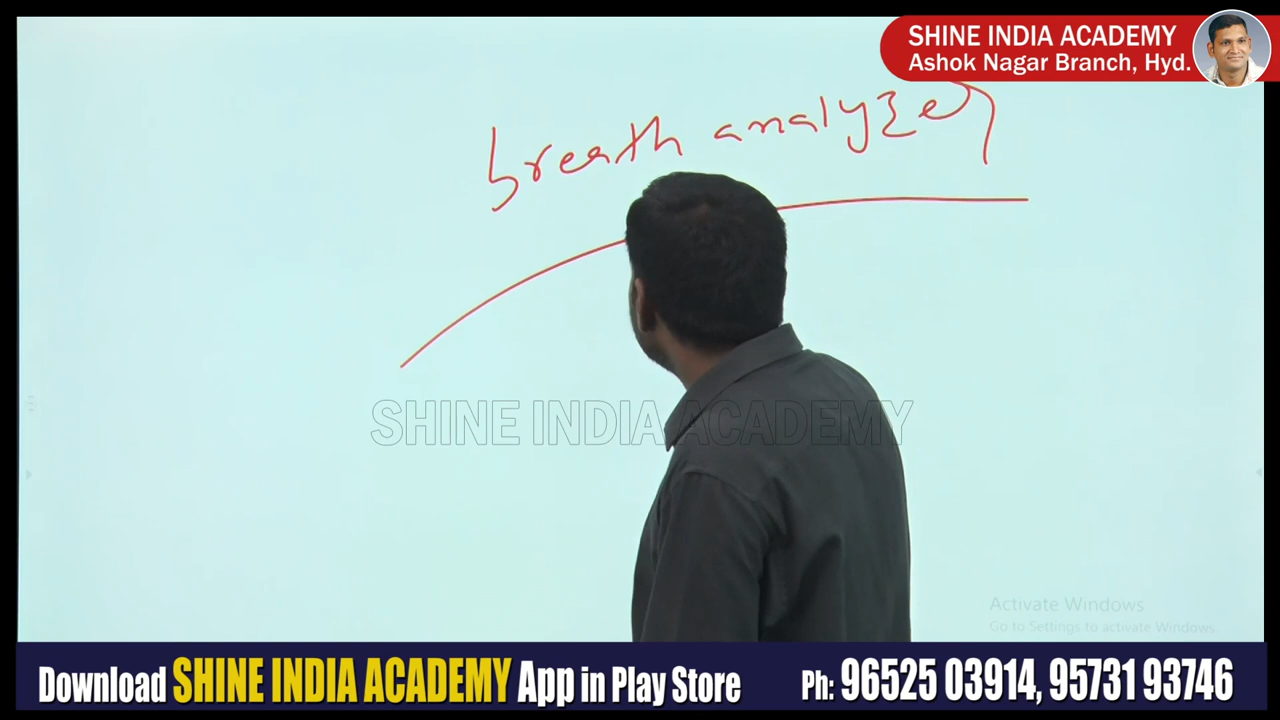 SHINE INDIA ACADEMY
Ashok Nagar Branch, Hyd.
breath analyzer
SHINE INDIA ACADEMY
Activate Windows
Go to Settings to activate Windows
Download SHINE INDIA ACADEMY App in Play Store
Ph: 96525 03914, 95731 93746